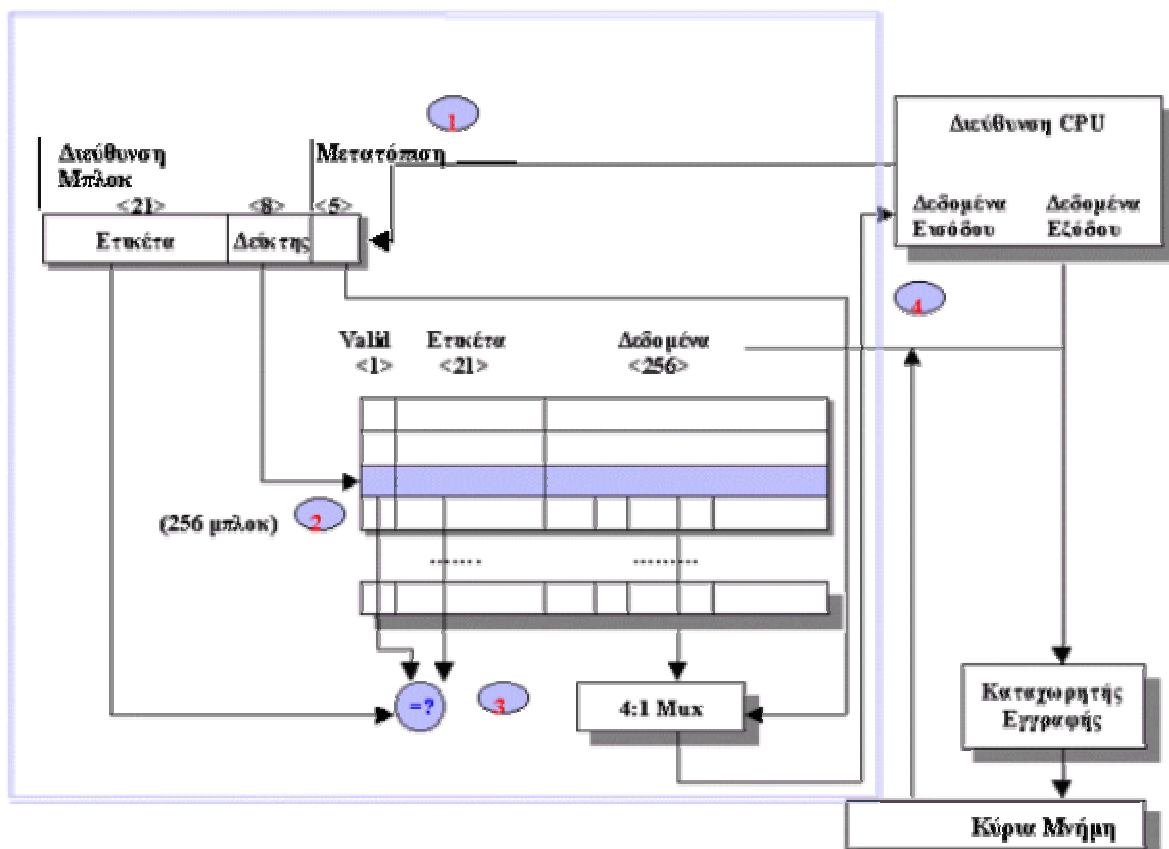 1
Διεύθυνση CPU
Διεύθυνση
Μπλοκ
Μετατόπιση
<21>
<8>
<5>
Ετικέτα
Δείκτης
Δεδομένα
Εισόδου
Δεδομένα
Εξόδου
4
Valid
<1>
Ετικέτα
<21>
Δεδομένα
<256>
(256 μπλοκ)
2
.......
.........
=?
3
4:1 Mux
Καταχωρητής
Εγγραφής
Κύρια Μνήμη